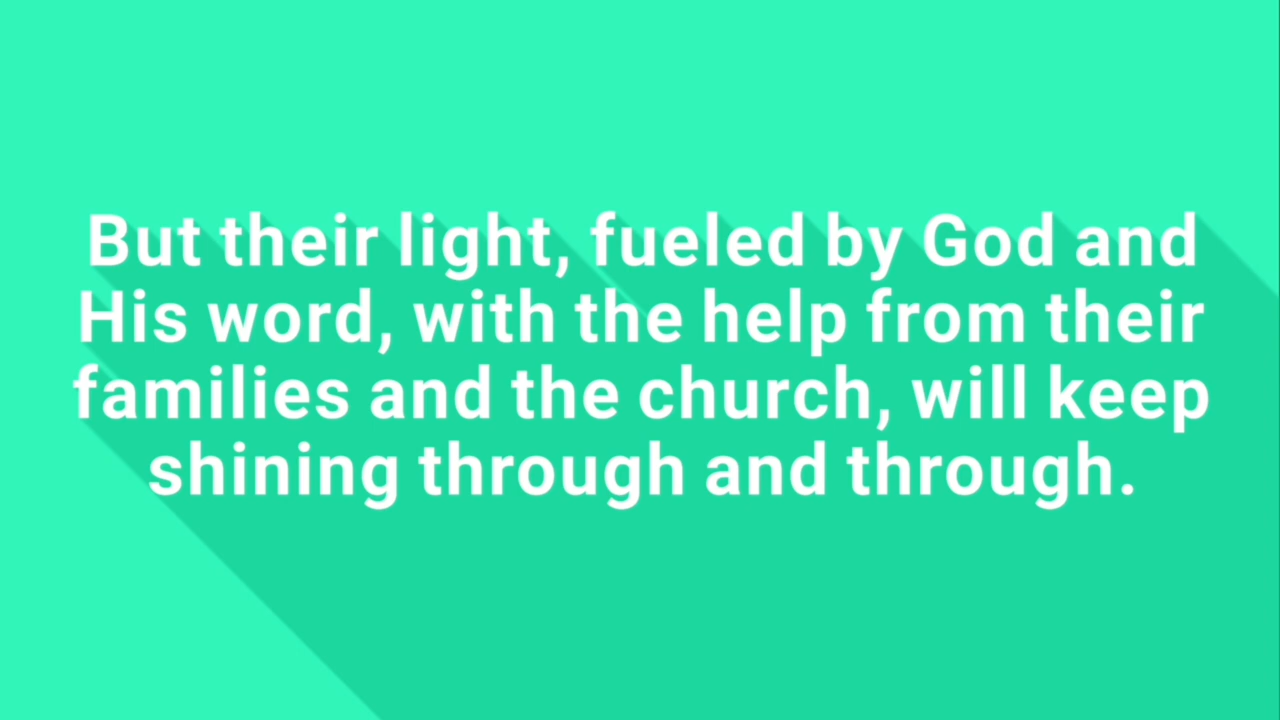 But their light, fueled by God and
His word, with the help from their
families and the church, will keep
shining through and through.